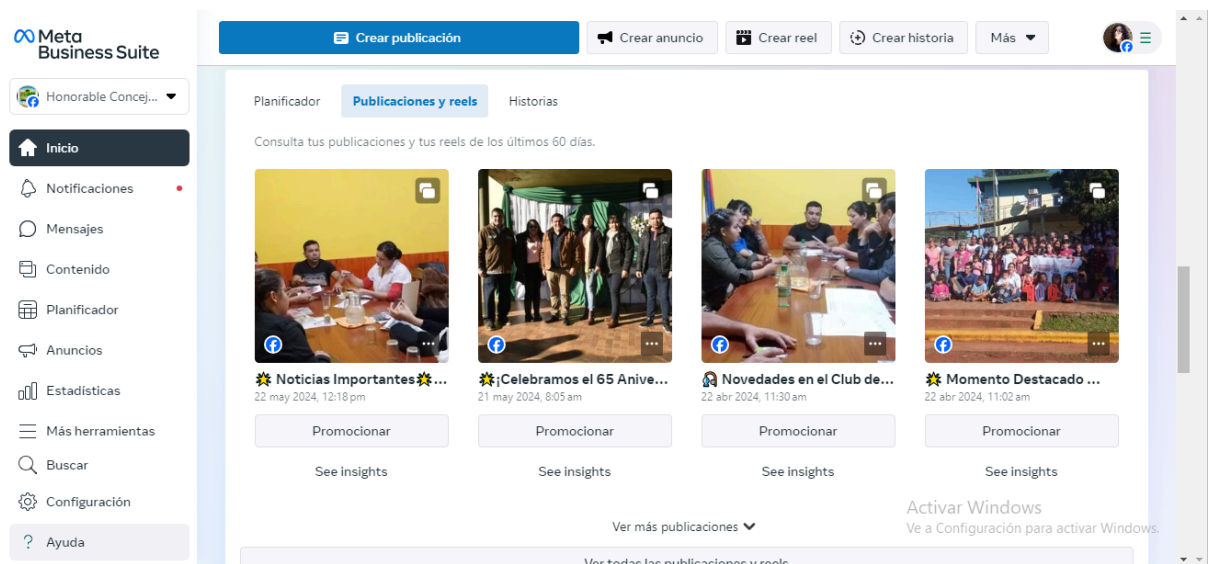 Meta
Business Suite
Crear publicación
Crear anuncio
Crear reel
Crear historia
Más
Honorable Concej...
Inicio
Notificaciones
Mensajes
Contenido
Planificador
Anuncios
Estadísticas
Más herramientas
Buscar
Configuración
Ayuda
Planificador
Publicaciones y reels
Historias
Consulta tus publicaciones y tus reels de los últimos 60 días.
🌟 Noticias Importantes🌟...
22 may 2024, 12:18 pm
Promocionar
See insights
🌟¡Celebramos el 65 Anive...
21 may 2024, 8:05 am
Promocionar
See insights
Novedades en el Club de...
22 abr 2024, 11:30 am
Promocionar
See insights
🌟 Momento Destacado ...
22 abr 2024, 11:02 am
Promocionar
See insights
Ver más publicaciones
Ver todas las publicaciones y reels
Activar Windows
Ve a Configuración para activar Windows.